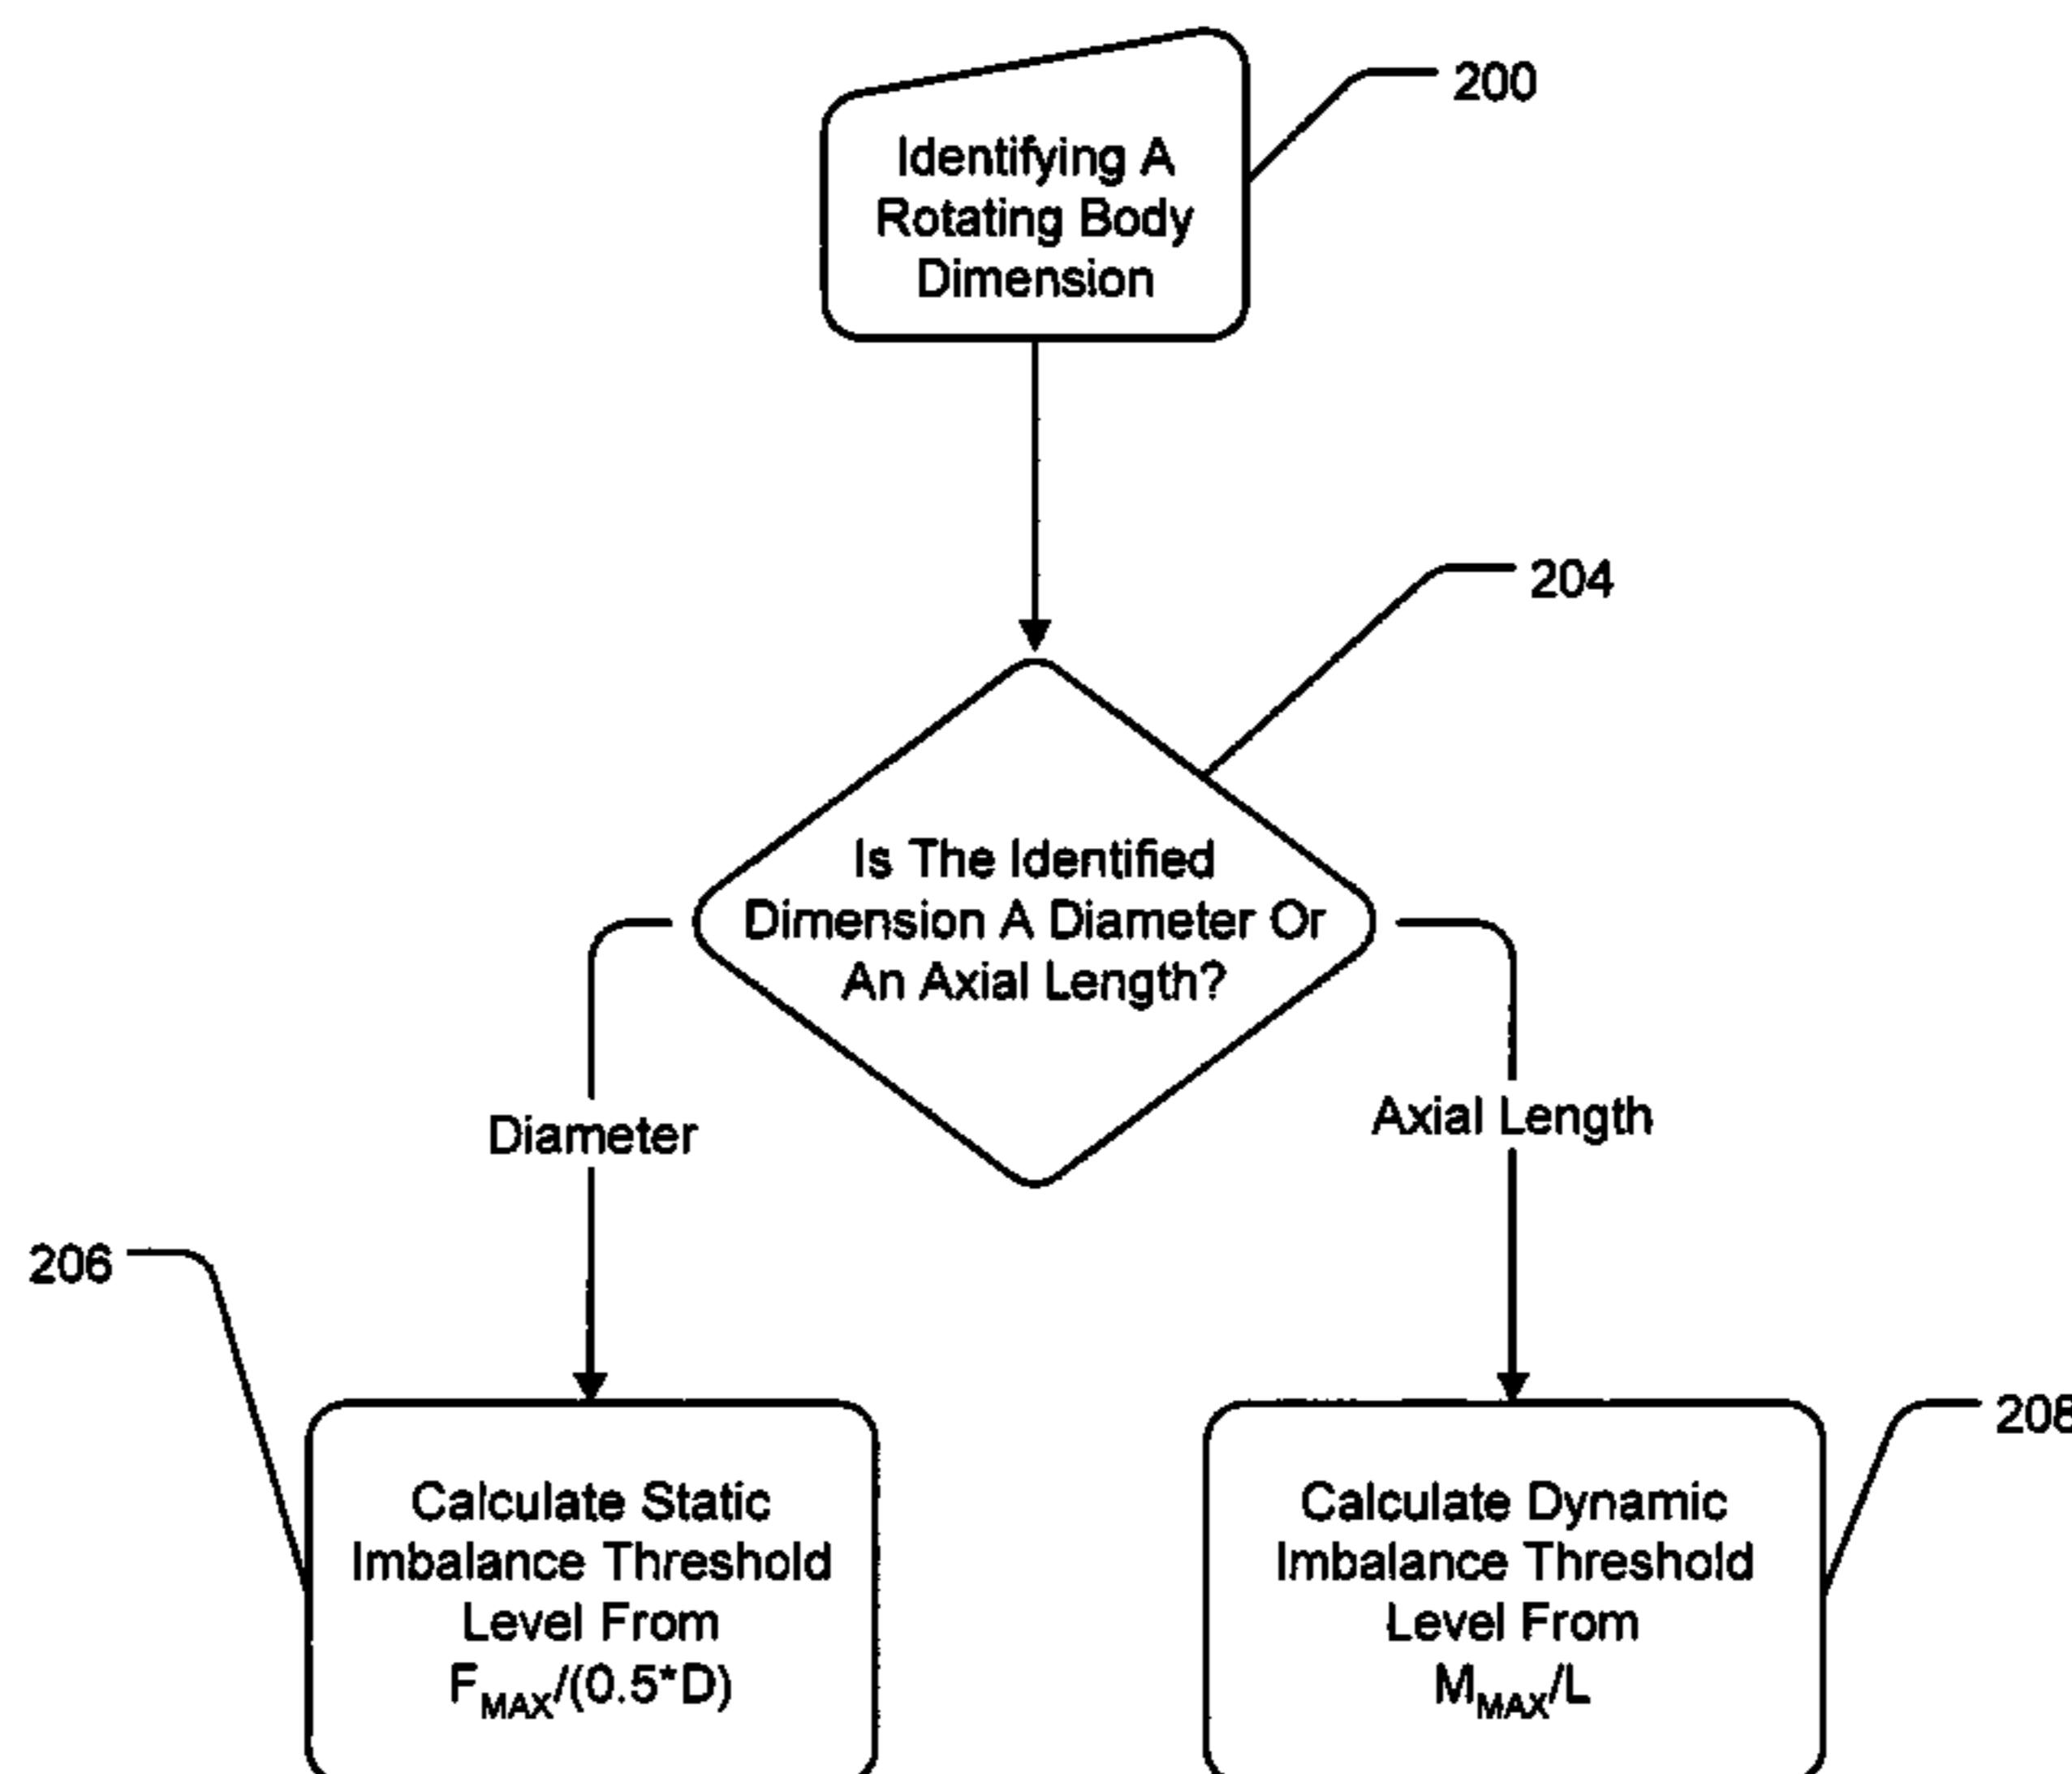 200
Identifying A
Rotating Body
Dimension
204
Is The Identified
Dimension A Diameter Or
An Axial Length?
Diameter
Axial Length
206
208
Calculate Static
Imbalance Threshold
Level From
F_MAX/(0.5*D)
Calculate Dynamic
Imbalance Threshold
Level From
M_MAX/L